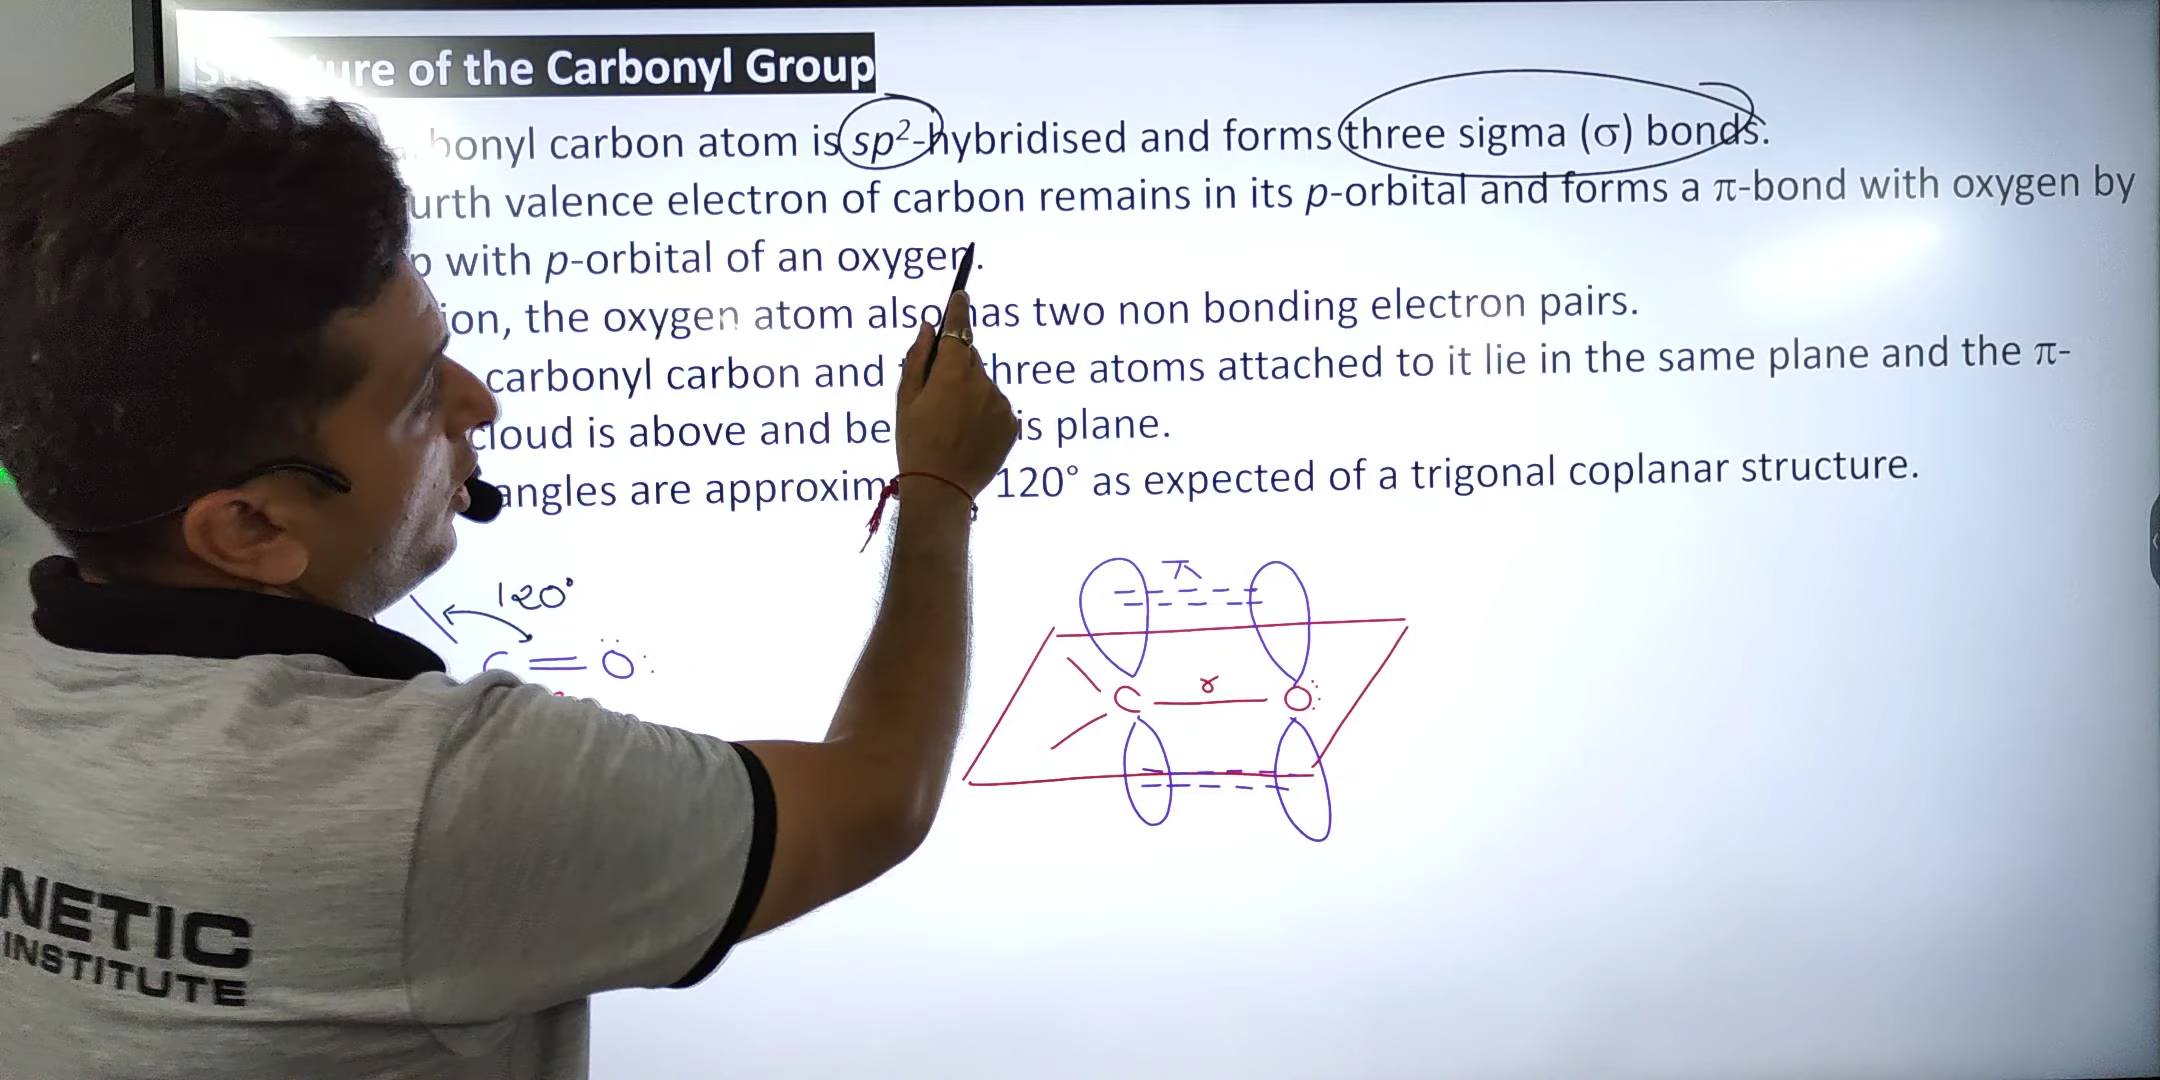 ure of the Carbonyl Group
bonyl carbon atom is sp²-hybridised and forms three sigma (σ) bonds.
urth valence electron of carbon remains in its p-orbital and forms a π-bond with oxygen by
p with p-orbital of an oxygen.
ion, the oxygen atom also has two non bonding electron pairs.
carbonyl carbon and three atoms attached to it lie in the same plane and the π-
cloud is above and be is plane.
angles are approxim 120° as expected of a trigonal coplanar structure.
120°
C = Ö:
π
C σ Ö:
NETIC
INSTITUTE